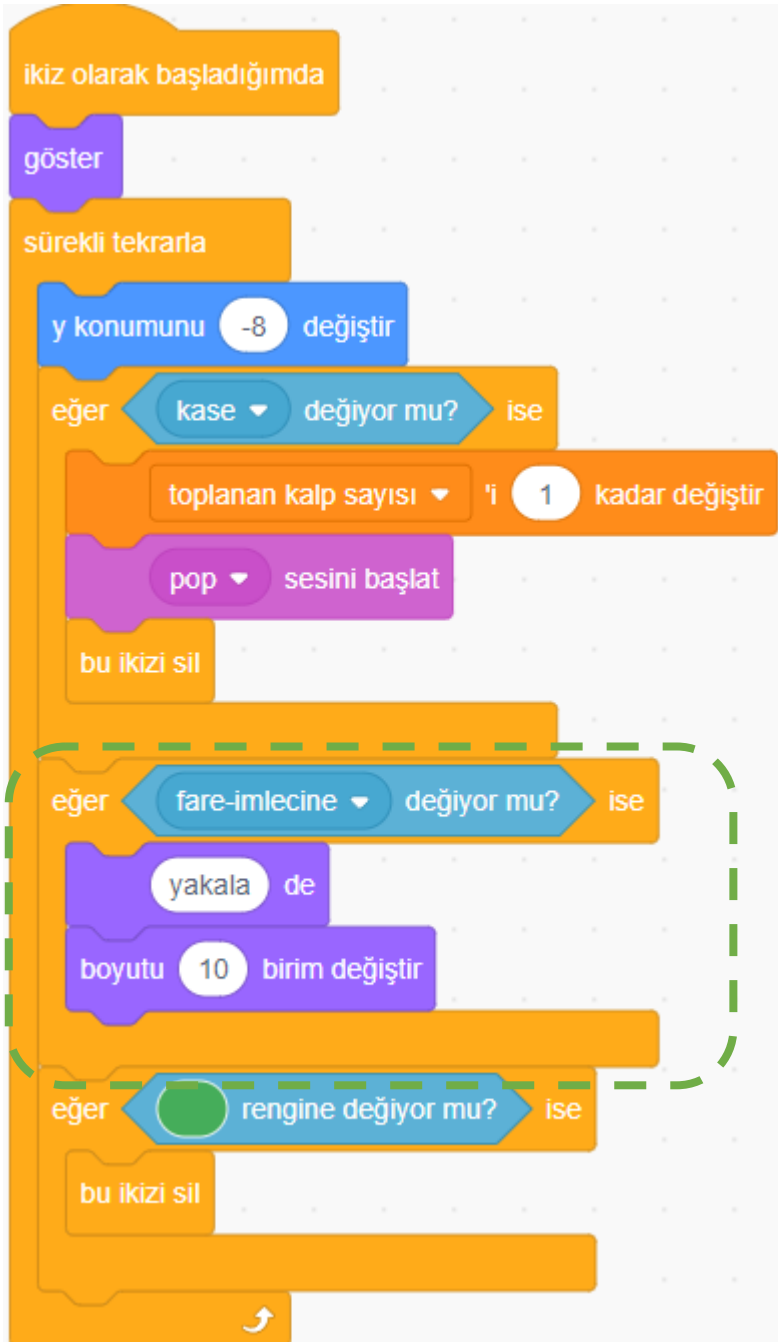 ikiz olarak başladığımda
göster
sürekli tekrarla
y konumunu -8 değiştir
eğer kase değiyor mu? ise
toplanan kalp sayısı 'i 1 kadar değiştir
pop sesini başlat
bu ikizi sil
eğer fare-imlecine değiyor mu? ise
yakala de
boyutu 10 birim değiştir
eğer rengine değiyor mu? ise
bu ikizi sil